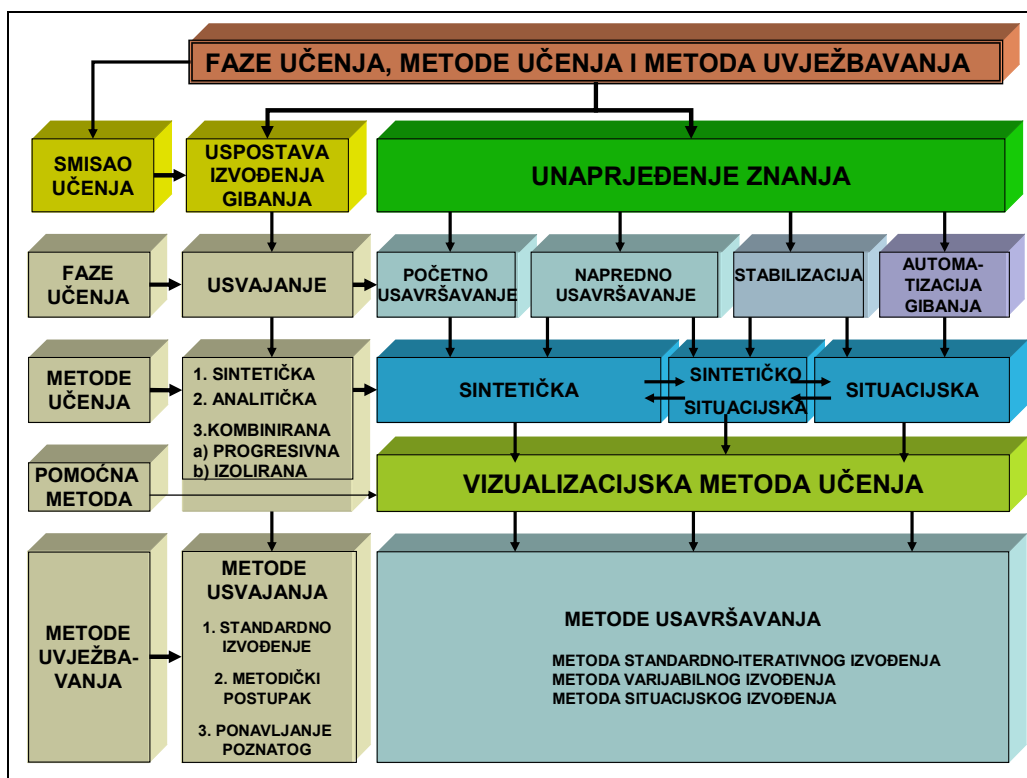 FAZE UČENJA, METODE UČENJA I METODA UVJEŽBAVANJA
SMISAO
UČENJA
USPOSTAVA
IZVOĐENJA
GIBANJA
UNAPRJEĐENJE ZNANJA
FAZE
UČENJA
USVAJANJE
POČETNO
USAVRŠAVANJE
NAPREDNO
USAVRŠAVANJE
STABILIZACIJA
AUTOMA-
TIZACIJA
GIBANJA
METODE
UČENJA
1. SINTETIČKA
2. ANALITIČKA
3.KOMBINIRANA
a) PROGRESIVNA
b) IZOLIRANA
SINTETIČKA
SINTETIČKO
SITUACIJSKA
SITUACIJSKA
POMOĆNA
METODA
VIZUALIZACIJSKA METODA UČENJA
METODE
UVJEŽBA-
VANJA
METODE
USVAJANJA
1. STANDARDNO
IZVOĐENJE
2. METODIČKI
POSTUPAK
3. PONAVLJANJE
POZNATOG
METODE USAVRŠAVANJA
METODA STANDARDNO-ITERATIVNOG IZVOĐENJA
METODA VARIJABILNOG IZVOĐENJA
METODA SITUACIJSKOG IZVOĐENJA